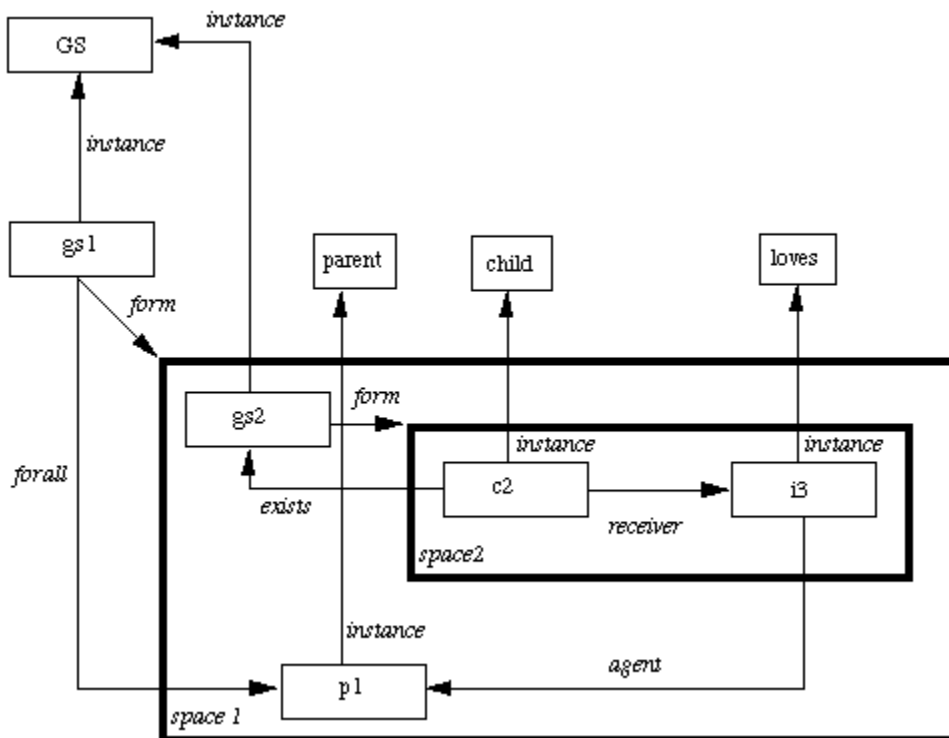 instance
GS
instance
gs1
parent
child
loves
form
gs2
form
instance
instance
forall
c2
i3
exists
receiver
space2
instance
agent
p1
space 1